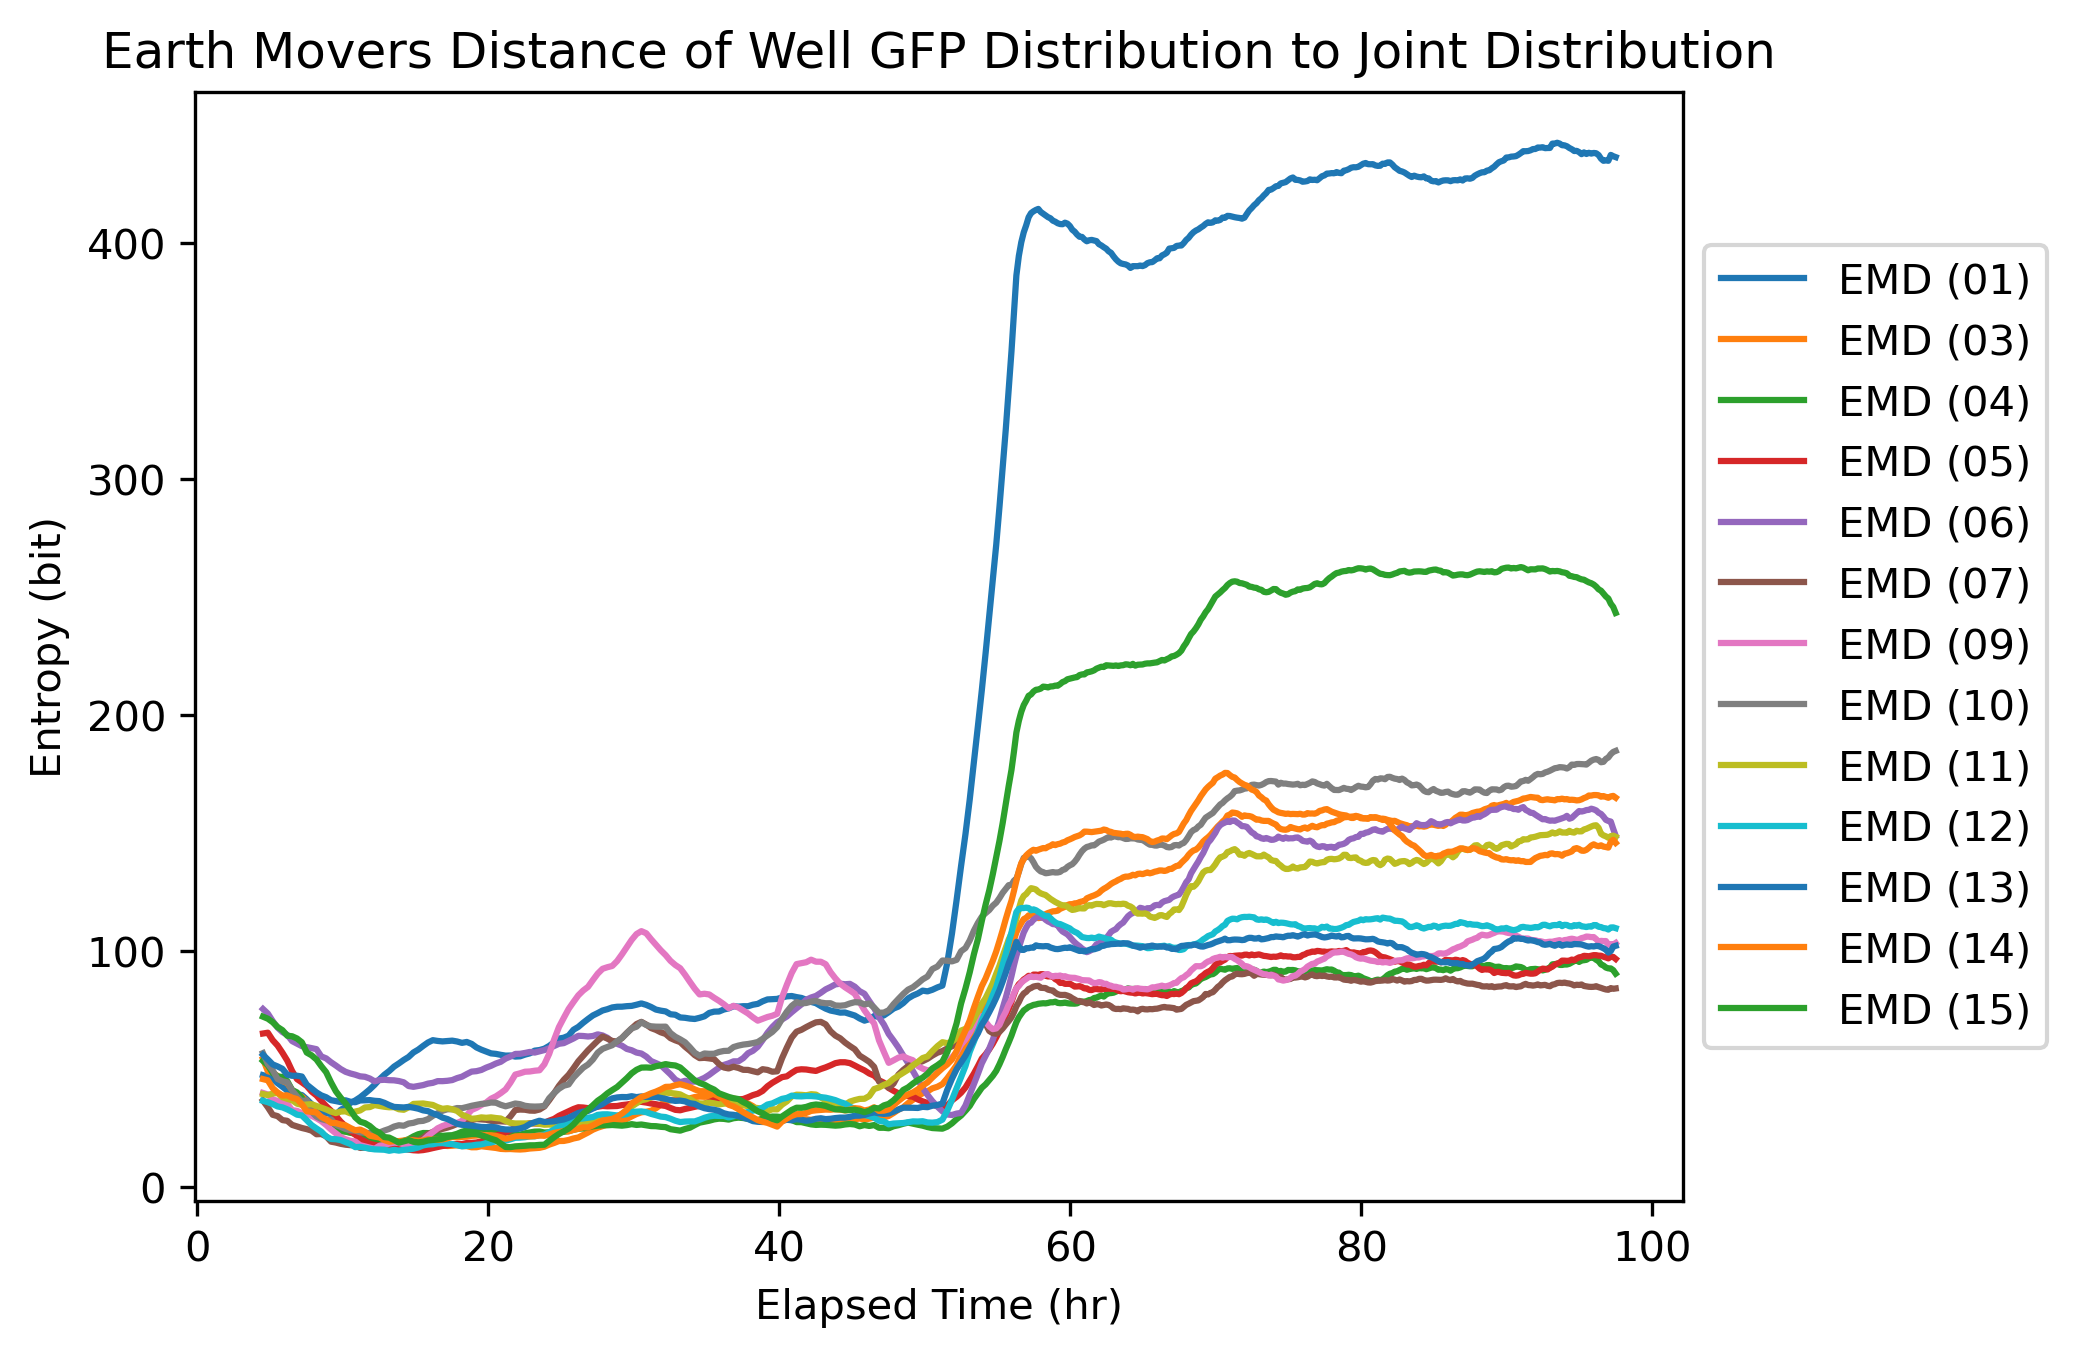 Earth Movers Distance of Well GFP Distribution to Joint Distribution
Entropy (bit)
400
300
200
100
0
0 20 40 60 80 100
Elapsed Time (hr)
EMD (01)
EMD (03)
EMD (04)
EMD (05)
EMD (06)
EMD (07)
EMD (09)
EMD (10)
EMD (11)
EMD (12)
EMD (13)
EMD (14)
EMD (15)